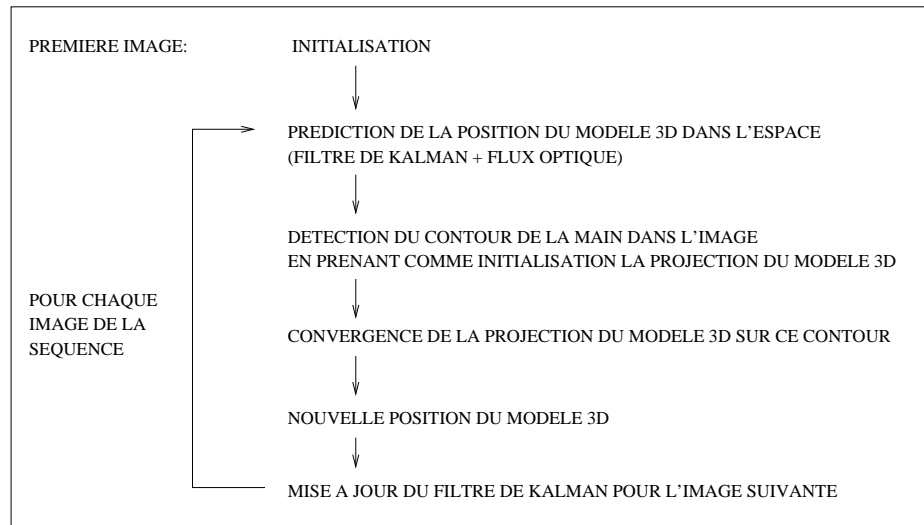 PREMIERE IMAGE:
INITIALISATION
PREDICTION DE LA POSITION DU MODELE 3D DANS L'ESPACE
(FILTRE DE KALMAN + FLUX OPTIQUE)
DETECTION DU CONTOUR DE LA MAIN DANS L'IMAGE
EN PRENANT COMME INITIALISATION LA PROJECTION DU MODELE 3D
POUR CHAQUE
IMAGE DE LA
SEQUENCE
CONVERGENCE DE LA PROJECTION DU MODELE 3D SUR CE CONTOUR
NOUVELLE POSITION DU MODELE 3D
MISE A JOUR DU FILTRE DE KALMAN POUR L'IMAGE SUIVANTE